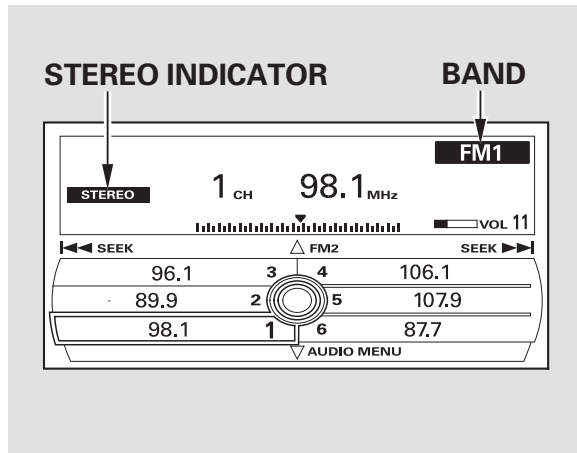 STEREO INDICATOR BAND
FM1
STEREO 1 CH 98.1 MHz
VOL 11
SEEK FM2 SEEK
96.1 3 4 106.1
89.9 2 5 107.9
98.1 1 6 87.7
AUDIO MENU